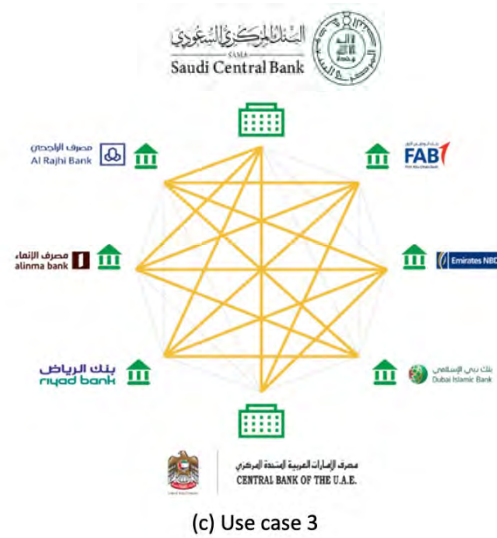 البنك المركزي السعودي
SAMA
Saudi Central Bank
مصرف الراجحي
Al Rajhi Bank
FAB
مصرف الإنماء
alinma bank
Emirates NBD
بنك الرياض
riyad bank
بنك دبي الإسلامي
Dubai Islamic Bank
مصرف الإمارات العربية المتحدة المركزي
CENTRAL BANK OF THE U.A.E.
(c) Use case 3